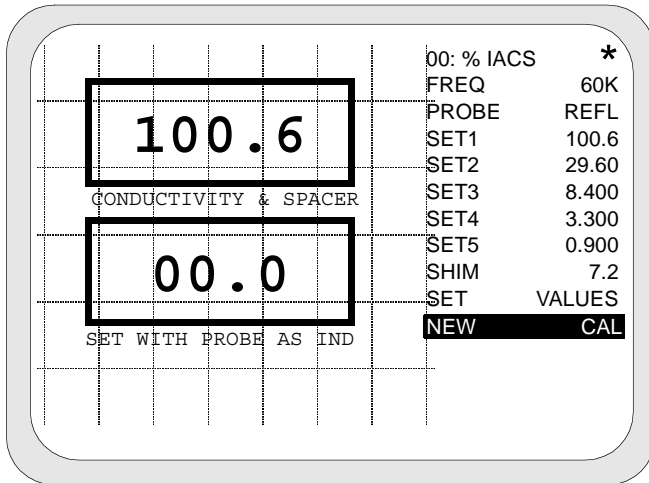 100.6
CONDUCTIVITY & SPACER
00.0
SET WITH PROBE AS IND
00: % IACS *
FREQ 60K
PROBE REFL
SET1 100.6
SET2 29.60
SET3 8.400
SET4 3.300
SET5 0.900
SHIM 7.2
SET VALUES
NEW CAL